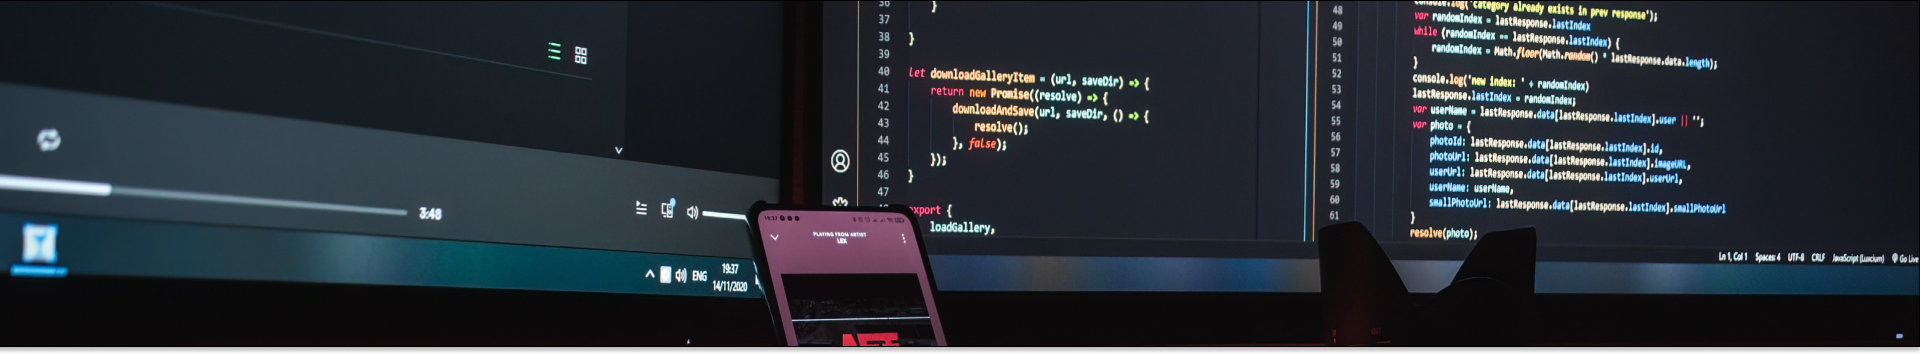 3:48
ENG
19:37
14/11/2020
19:37
PLAYING FROM ARTIST
LEX
36 }
37
38 }
39
40 let downloadGalleryItem = (url, saveDir) => {
41 return new Promise((resolve) => {
42 downloadAndSave(url, saveDir, () => {
43 resolve();
44 }, false);
45 });
46 }
47
export {
loadGallery,
console.log('category already exists in prev response');
48 var randomIndex = lastResponse.lastIndex
49 while (randomIndex == lastResponse.lastIndex) {
50 randomIndex = Math.floor(Math.random() * lastResponse.data.length);
51 }
52 console.log('new index: ' + randomIndex)
53 lastResponse.lastIndex = randomIndex;
54 var userName = lastResponse.data[lastResponse.lastIndex].user || '';
55 var photo = {
56 photoId: lastResponse.data[lastResponse.lastIndex].id,
57 photoUrl: lastResponse.data[lastResponse.lastIndex].imageURL,
58 userUrl: lastResponse.data[lastResponse.lastIndex].userUrl,
59 userName: userName,
60 smallPhotoUrl: lastResponse.data[lastResponse.lastIndex].smallPhotoUrl
61 }
resolve(photo);
Ln 1, Col 1 Spaces: 4 UTF-8 CRLF JavaScript (Luscium) Go Live